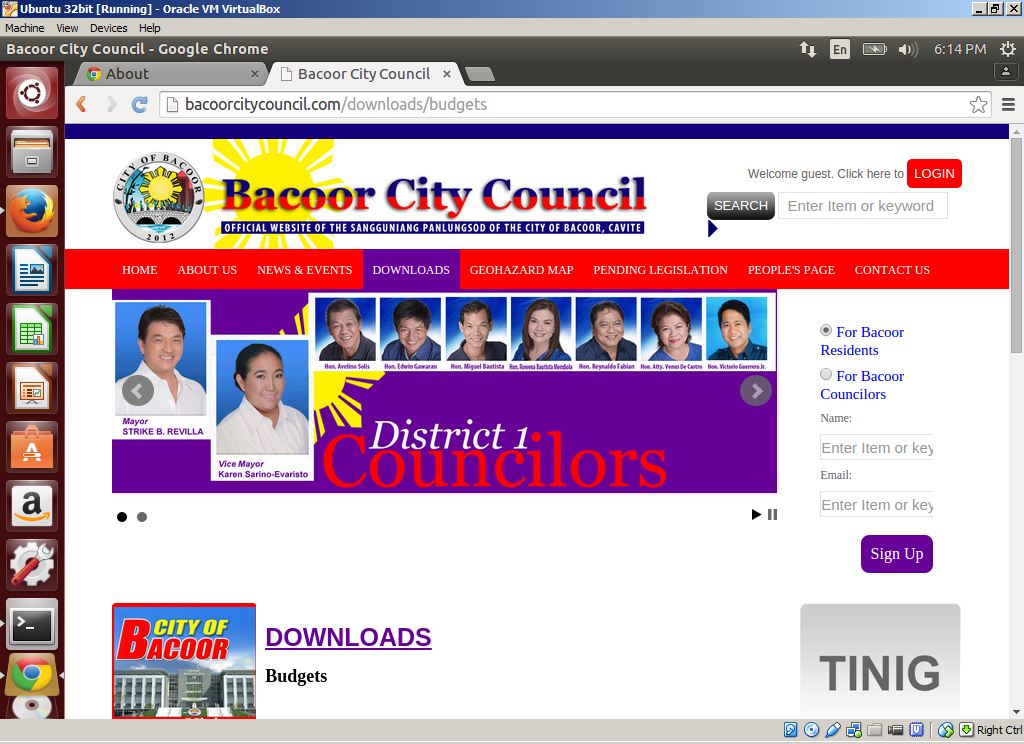 Ubuntu 32bit [Running] - Oracle VM VirtualBox
Machine View Devices Help
Bacoor City Council - Google Chrome
En
6:14 PM
About
Bacoor City Council
bacoorcitycouncil.com/downloads/budgets
CITY OF BACOOR
2012
Bacoor City Council
OFFICIAL WEBSITE OF THE SANGGUNIANG PANLUNGSOD OF THE CITY OF BACOOR, CAVITE
Welcome guest. Click here to LOGIN
SEARCH Enter Item or keyword
HOME ABOUT US NEWS & EVENTS DOWNLOADS GEOHAZARD MAP PENDING LEGISLATION PEOPLE'S PAGE CONTACT US
Hon. Avelino Solis Hon. Edwin Gawaran Hon. Miguel Bautista Hon. Rowena Bautista Mendiola Hon. Reynaldo Fabian Hon. Atty. Venus De Castro Hon. Victorio Guerrero Jr.
Mayor
STRIKE B. REVILLA
Vice Mayor
Karen Sarino-Evaristo
District 1
Councilors
For Bacoor
Residents
For Bacoor
Councilors
Name:
Enter Item or key
Email:
Enter Item or key
Sign Up
CITY OF
BACOOR
DOWNLOADS
Budgets
TINIG
Right Ctrl